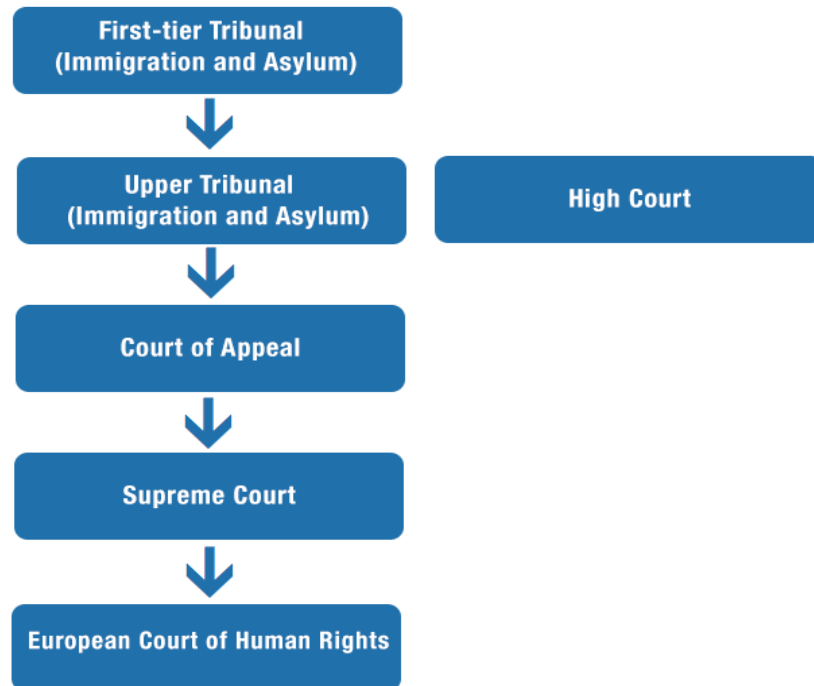 First-tier Tribunal
(Immigration and Asylum)
Upper Tribunal
(Immigration and Asylum)
High Court
Court of Appeal
Supreme Court
European Court of Human Rights